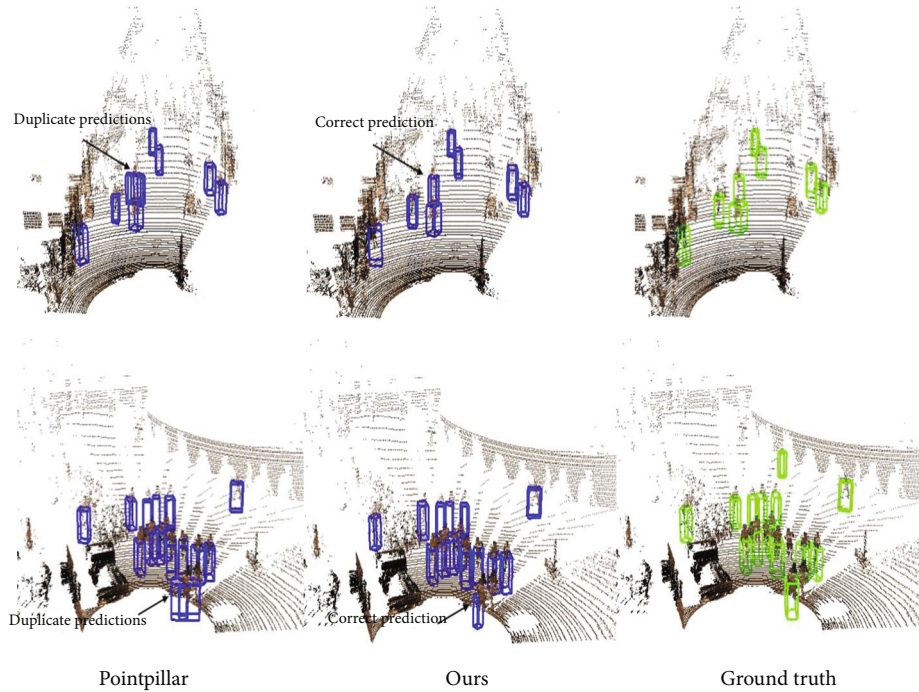 Duplicate predictions
Correct prediction
Duplicate predictions
Correct prediction
Pointpillar
Ours
Ground truth